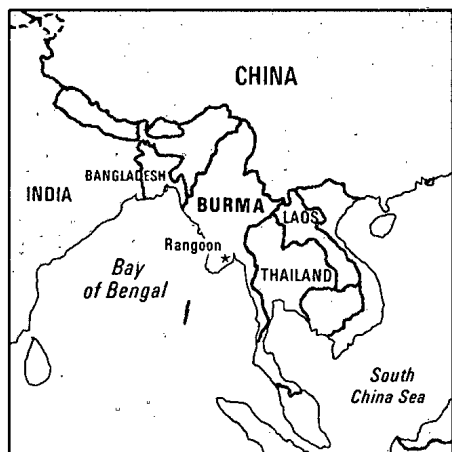 CHINA
BANGLADESH
INDIA
BURMA
LAOS
Rangoon
THAILAND
Bay
of Bengal
South
China Sea